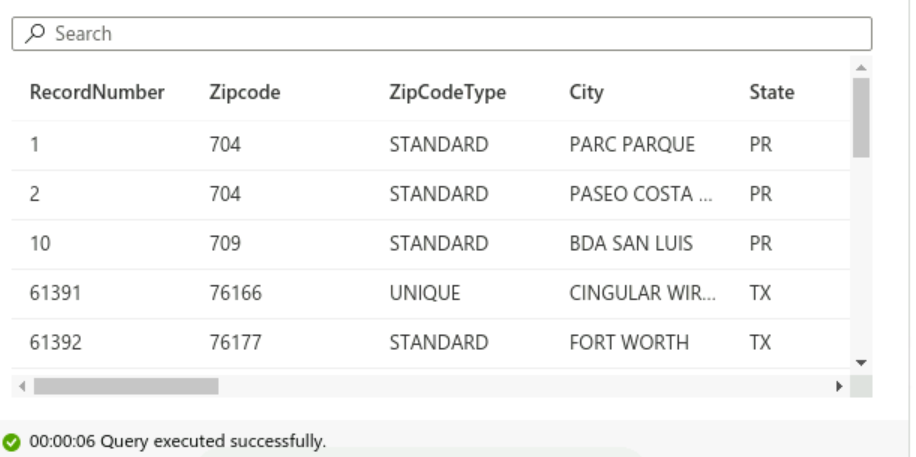 Search
RecordNumber Zipcode ZipCodeType City State
1 704 STANDARD PARC PARQUE PR
2 704 STANDARD PASEO COSTA ... PR
10 709 STANDARD BDA SAN LUIS PR
61391 76166 UNIQUE CINGULAR WIR... TX
61392 76177 STANDARD FORT WORTH TX
00:00:06 Query executed successfully.